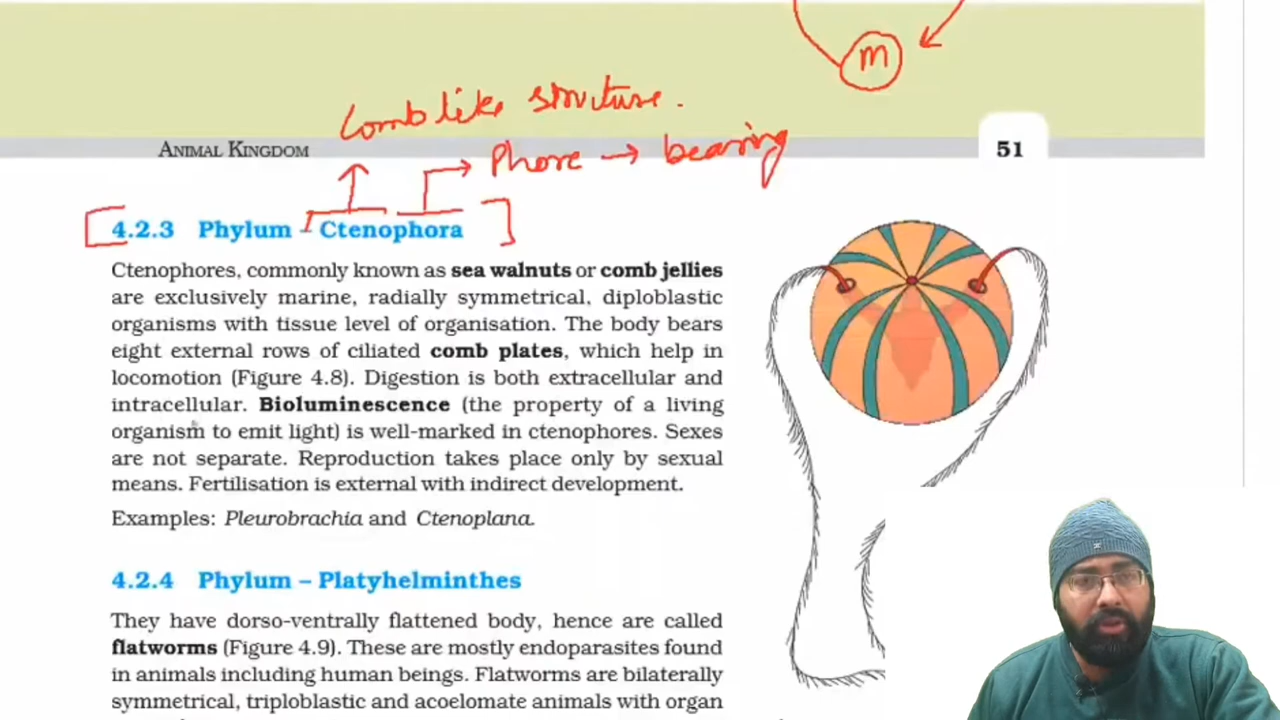 m
Comb like structure.
ANIMAL KINGDOM
51
Phore → bearing
4.2.3 Phylum – Ctenophora
Ctenophores, commonly known as sea walnuts or comb jellies
are exclusively marine, radially symmetrical, diploblastic
organisms with tissue level of organisation. The body bears
eight external rows of ciliated comb plates, which help in
locomotion (Figure 4.8). Digestion is both extracellular and
intracellular. Bioluminescence (the property of a living
organism to emit light) is well-marked in ctenophores. Sexes
are not separate. Reproduction takes place only by sexual
means. Fertilisation is external with indirect development.
Examples: Pleurobrachia and Ctenoplana.
4.2.4 Phylum – Platyhelminthes
They have dorso-ventrally flattened body, hence are called
flatworms (Figure 4.9). These are mostly endoparasites found
in animals including human beings. Flatworms are bilaterally
symmetrical, triploblastic and acoelomate animals with organ